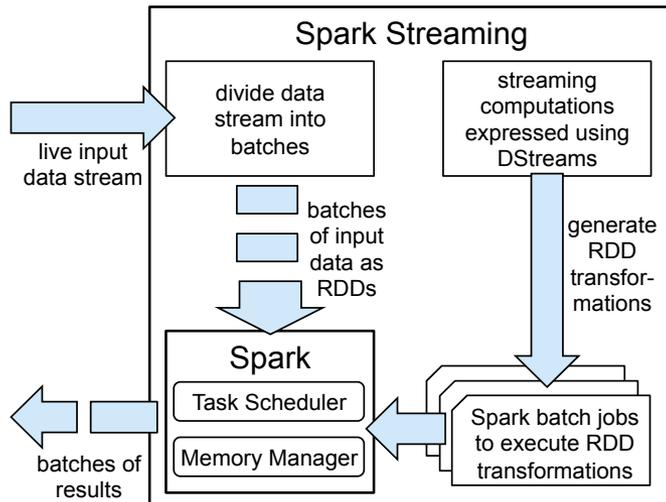 Spark Streaming
divide data
stream into
batches
streaming
computations
expressed using
DStreams
live input
data stream
batches
of input
data as
RDDs
generate
RDD
transfor-
mations
Spark
Task Scheduler
Memory Manager
Spark batch jobs
to execute RDD
transformations
batches of
results